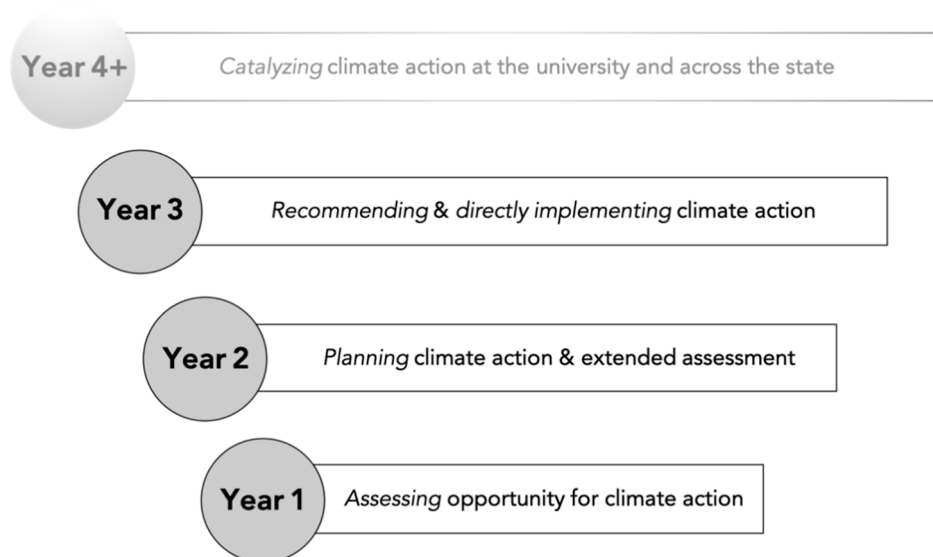 Year 4+
Catalyzing climate action at the university and across the state
Year 3
Recommending & directly implementing climate action
Year 2
Planning climate action & extended assessment
Year 1
Assessing opportunity for climate action